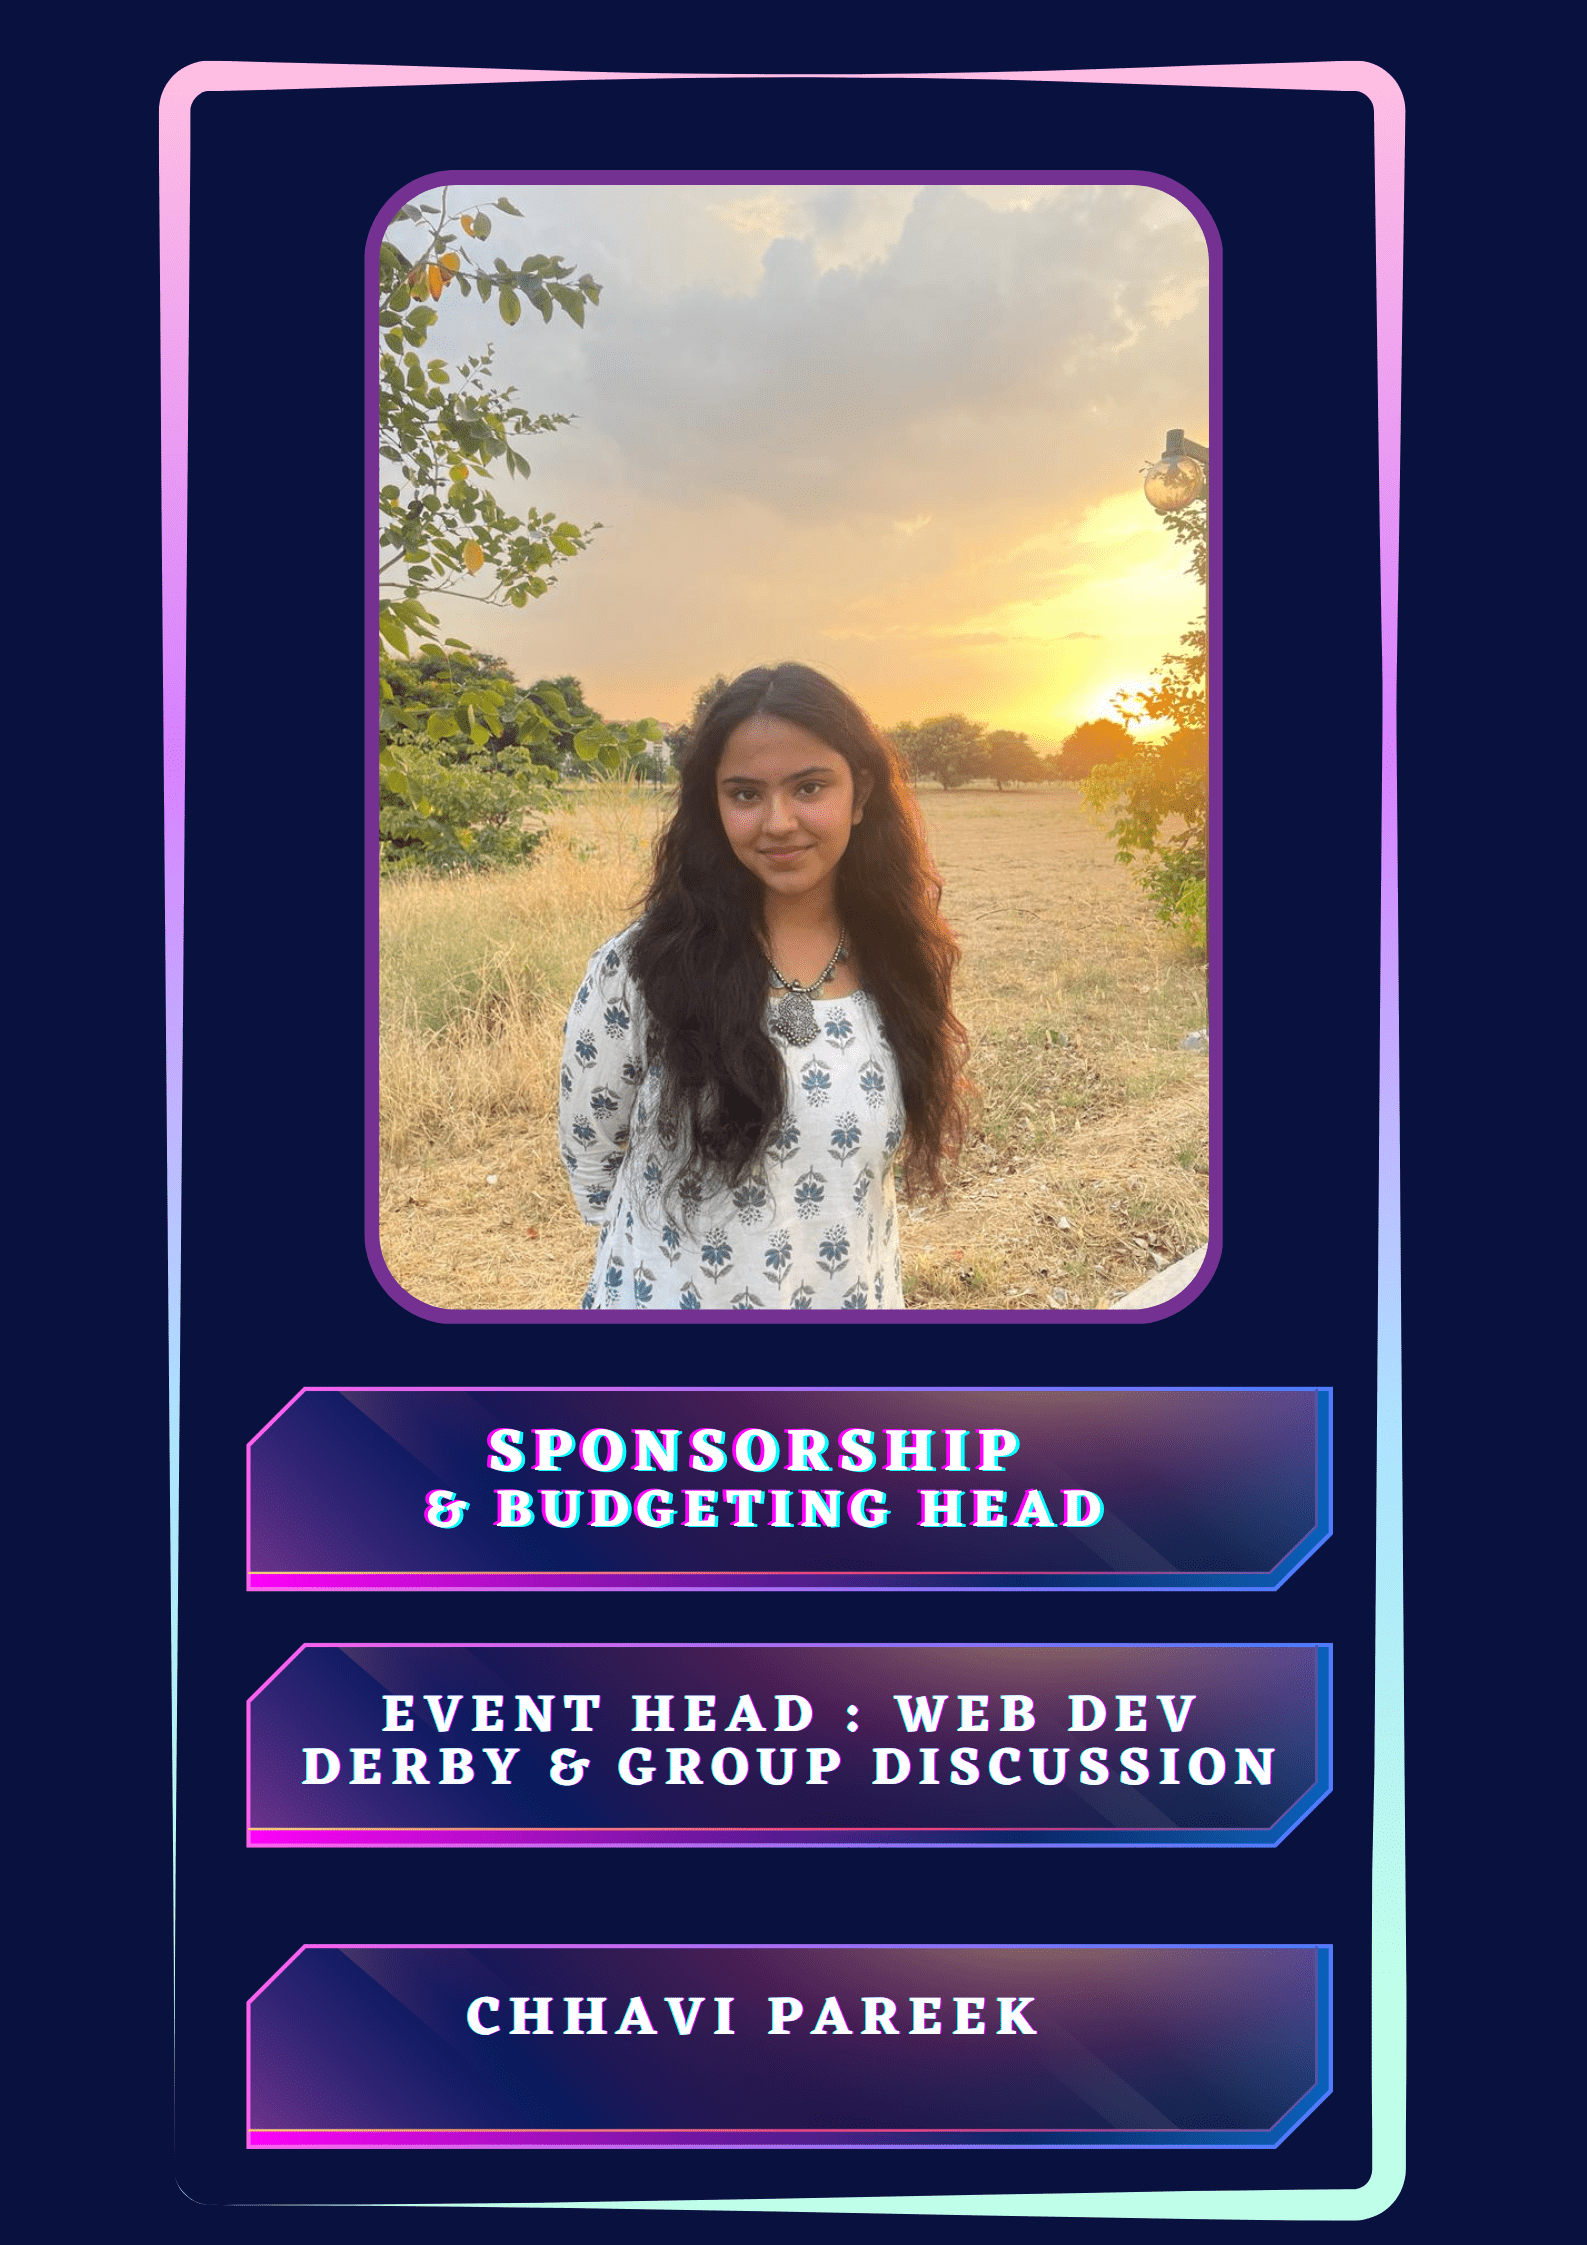 SPONSORSHIP
& BUDGETING HEAD
EVENT HEAD : WEB DEV
DERBY & GROUP DISCUSSION
CHHAVI PAREEK